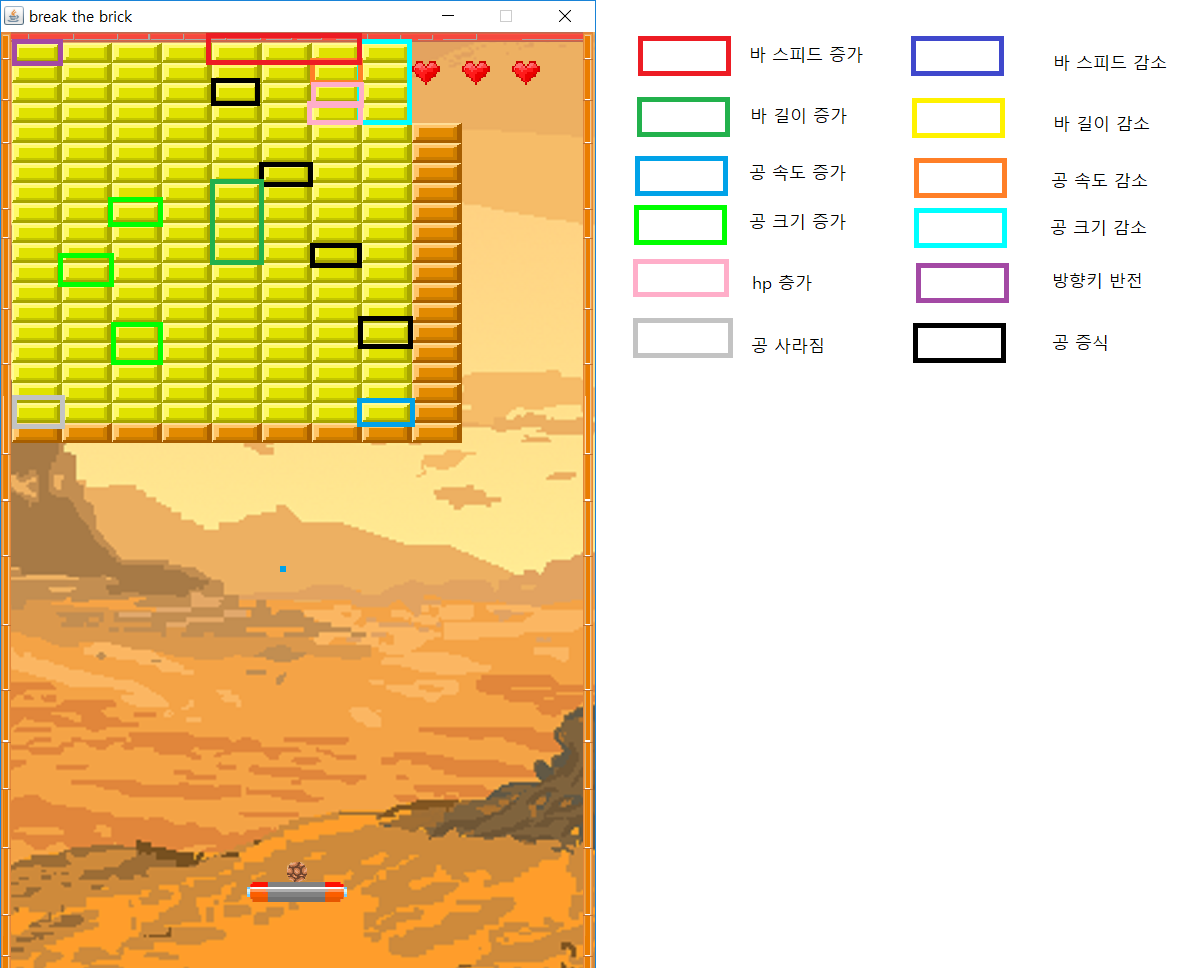 break the brick
바 스피드 증가
바 스피드 감소
바 길이 증가
바 길이 감소
공 속도 증가
공 속도 감소
공 크기 증가
공 크기 감소
hp 증가
방향키 반전
공 사라짐
공 증식